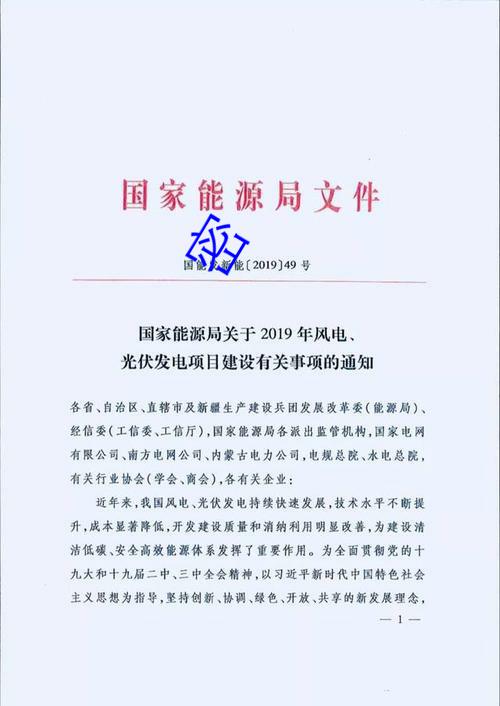 国家能源局文件
国能发新能〔2019〕49 号
国家能源局关于 2019 年风电、
光伏发电项目建设有关事项的通知
各省、自治区、直辖市及新疆生产建设兵团发展改革委(能源局)、
经信委(工信委、工信厅),国家能源局各派出监管机构,国家电网
有限公司、南方电网公司、内蒙古电力公司,电规总院、水电总院,
有关行业协会(学会、商会),各有关企业:
近年来,我国风电、光伏发电持续快速发展,技术水平不断提
升,成本显著降低,开发建设质量和消纳利用明显改善,为建设清
洁低碳、安全高效能源体系发挥了重要作用。为全面贯彻党的十
九大和十九届二中、三中全会精神,以习近平新时代中国特色社会
主义思想为指导,坚持创新、协调、绿色、开放、共享的新发展理念,
— 1 —